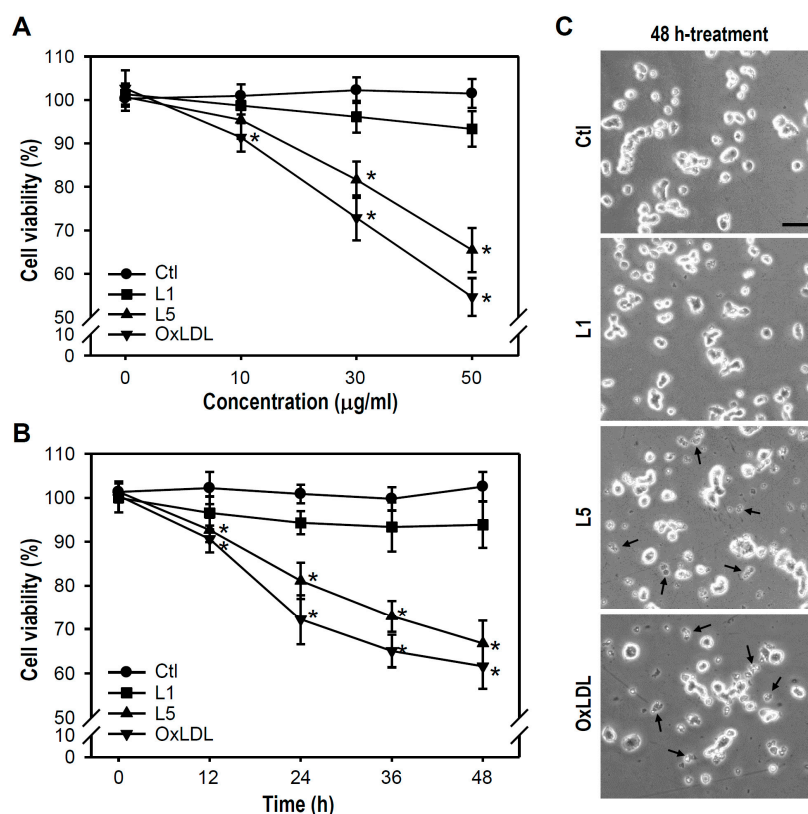 A
110
100
90
80
70
60
50
10
0
Cell viability (%)
Ctl
L1
L5
OxLDL
*
*
*
*
*
0 10 30 50
Concentration (μg/ml)
B
110
100
90
80
70
60
50
10
0
Cell viability (%)
Ctl
L1
L5
OxLDL
*
*
*
*
*
*
*
*
0 12 24 36 48
Time (h)
C
48 h-treatment
Ctl
L1
L5
OxLDL